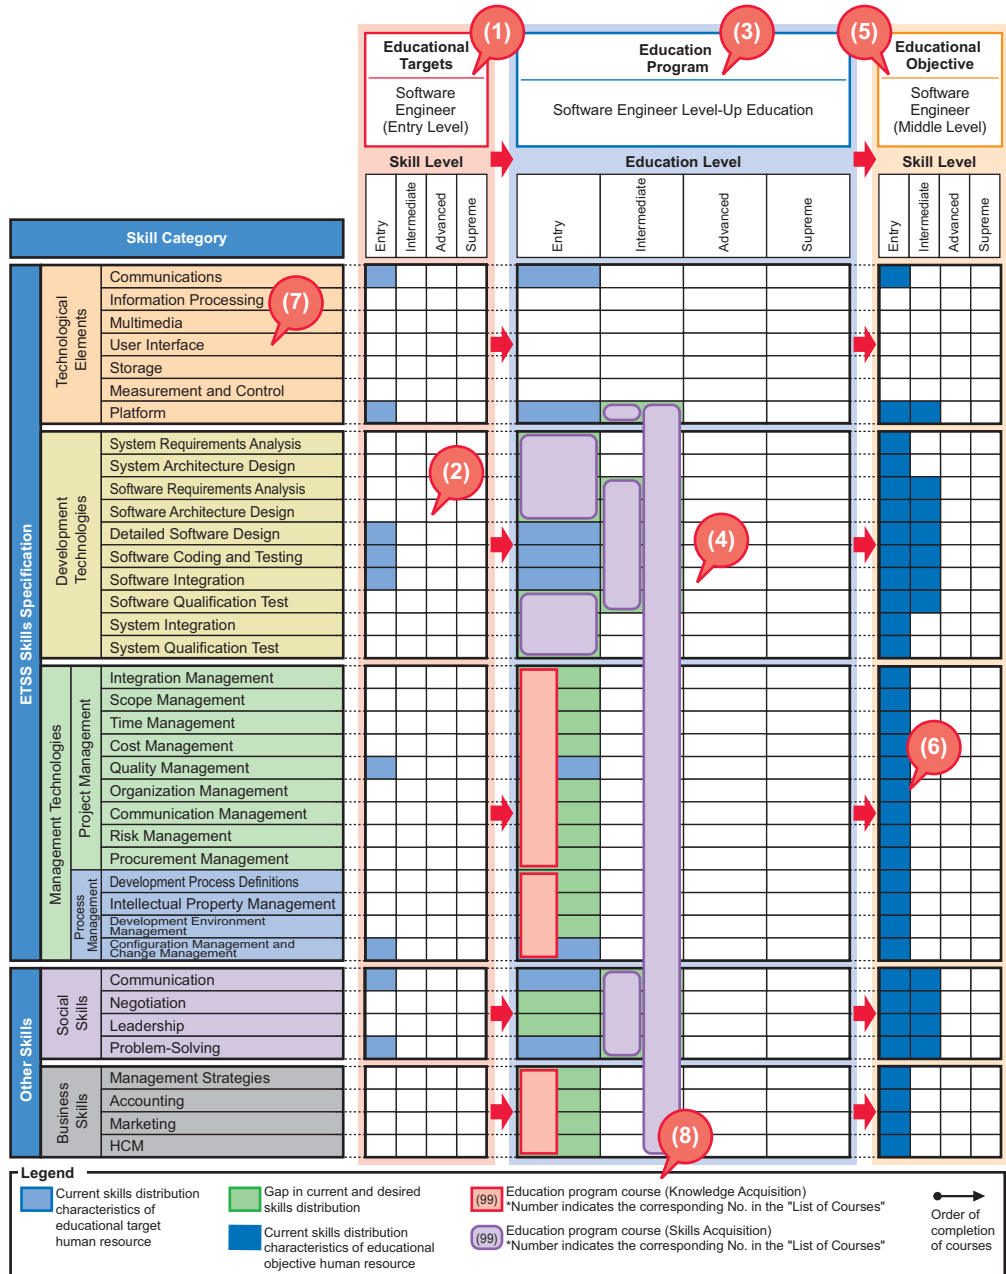 (1)
(3)
(5)
Educational
Targets
Software
Engineer
(Entry Level)
Education
Program
Software Engineer Level-Up Education
Educational
Objective
Software
Engineer
(Middle Level)
Skill Level
Education Level
Skill Level
Skill Category
Entry
Intermediate
Advanced
Supreme
Entry
Intermediate
Advanced
Supreme
Entry
Intermediate
Advanced
Supreme
ETSS Skills Specification
Technological
Elements
Communications
Information Processing
(7)
Multimedia
User Interface
Storage
Measurement and Control
Platform
Development
Technologies
System Requirements Analysis
System Architecture Design
(2)
Software Requirements Analysis
Software Architecture Design
Detailed Software Design
(4)
Software Coding and Testing
Software Integration
Software Qualification Test
System Integration
System Qualification Test
Management Technologies
Project Management
Integration Management
Scope Management
Time Management
Cost Management
(6)
Quality Management
Organization Management
Communication Management
Risk Management
Procurement Management
Process
Management
Development Process Definitions
Intellectual Property Management
Development Environment
Management
Configuration Management and
Change Management
Other Skills
Social
Skills
Communication
Negotiation
Leadership
Problem-Solving
Business
Skills
Management Strategies
Accounting
Marketing
HCM
(8)
Legend
Current skills distribution
characteristics of
educational target
human resource
Gap in current and desired
skills distribution
Current skills distribution
characteristics of educational
objective human resource
(99)
Education program course (Knowledge Acquisition)
*Number indicates the corresponding No. in the "List of Courses"
(99)
Education program course (Skills Acquisition)
*Number indicates the corresponding No. in the "List of Courses"
Order of
completion
of courses